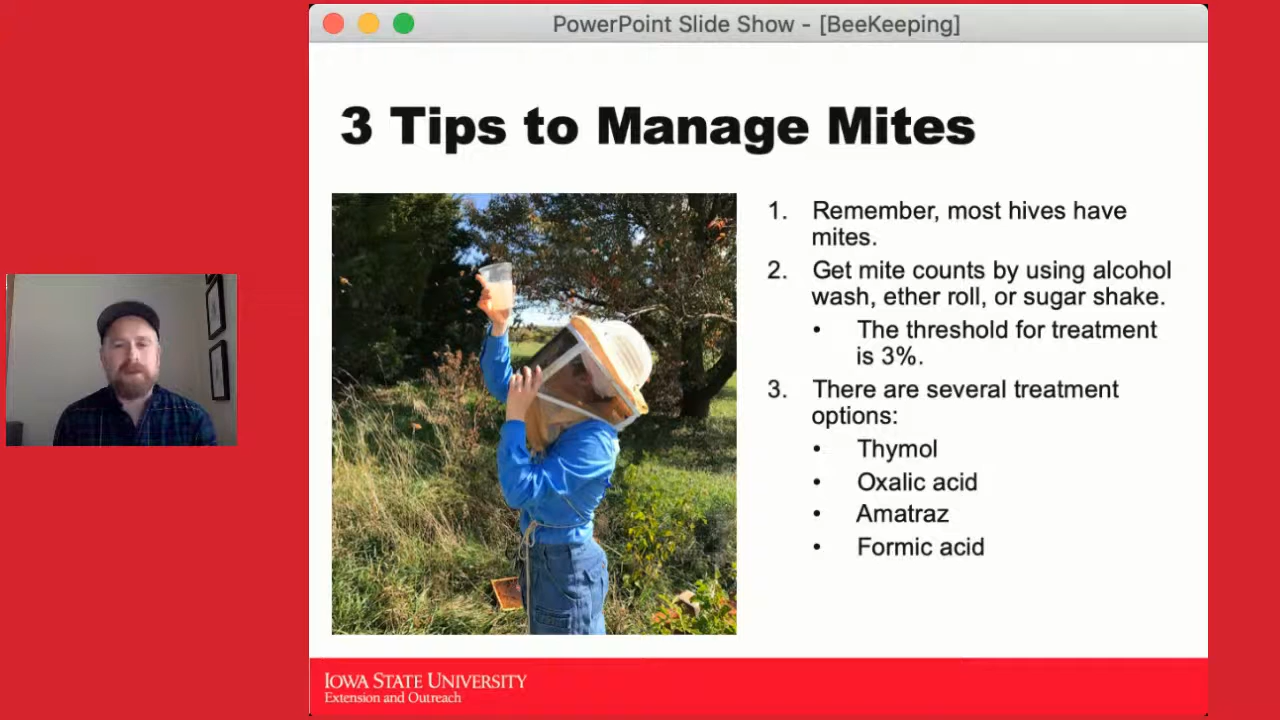 PowerPoint Slide Show - [BeeKeeping]
3 Tips to Manage Mites
1. Remember, most hives have
mites.
2. Get mite counts by using alcohol
wash, ether roll, or sugar shake.
• The threshold for treatment
is 3%.
3. There are several treatment
options:
• Thymol
• Oxalic acid
• Amatraz
• Formic acid
IOWA STATE UNIVERSITY
Extension and Outreach